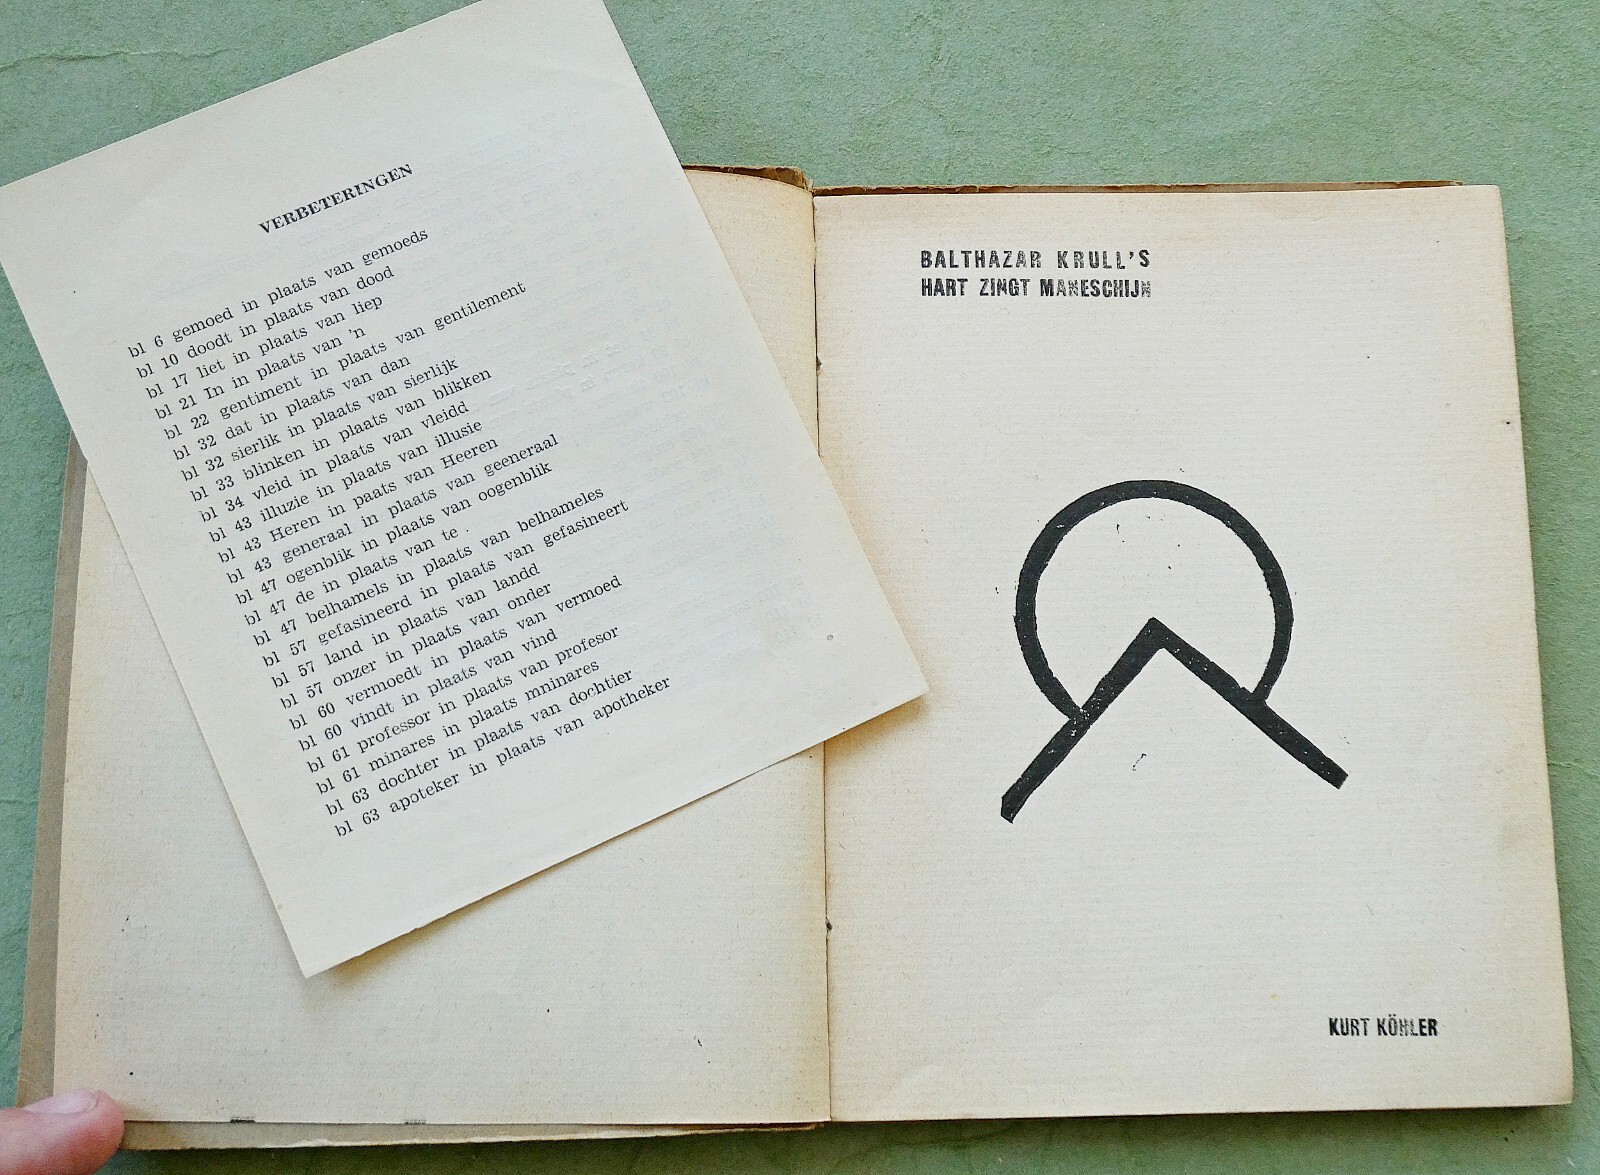 VERBETERINGEN
bl 6 gemoed in plaats van gemoeds
bl 10 doodt in plaats van dood
bl 17 liet in plaats van liep
bl 21 In in plaats van 'n
bl 22 gentiment in plaats van gentilement
bl 32 dat in plaats van dan
bl 32 sierlik in plaats van sierlijk
bl 33 blinken in plaats van blikken
bl 34 vleid in plaats van vleidd
bl 43 illuzie in plaats van illusie
bl 43 Heren in paats van Heeren
bl 43 generaal in plaats van geeneraal
bl 47 ogenblik in plaats van oogenblik
bl 47 de in plaats van te .
bl 47 belhamels in plaats van belhameles
bl 57 gefasineerd in plaats van gefasineert
bl 57 land in plaats van landd
bl 57 onzer in plaats van onder
bl 60 vermoedt in plaats van vermoed
bl 60 vindt in plaats van vind
bl 61 professor in plaats van profesor
bl 61 minares in plaats mninares
bl 63 dochter in plaats van dochtier
bl 63 apoteker in plaats van apotheker
BALTHAZAR KRULL'S
HART ZINGT MANESCHIJN
KURT KÖHLER